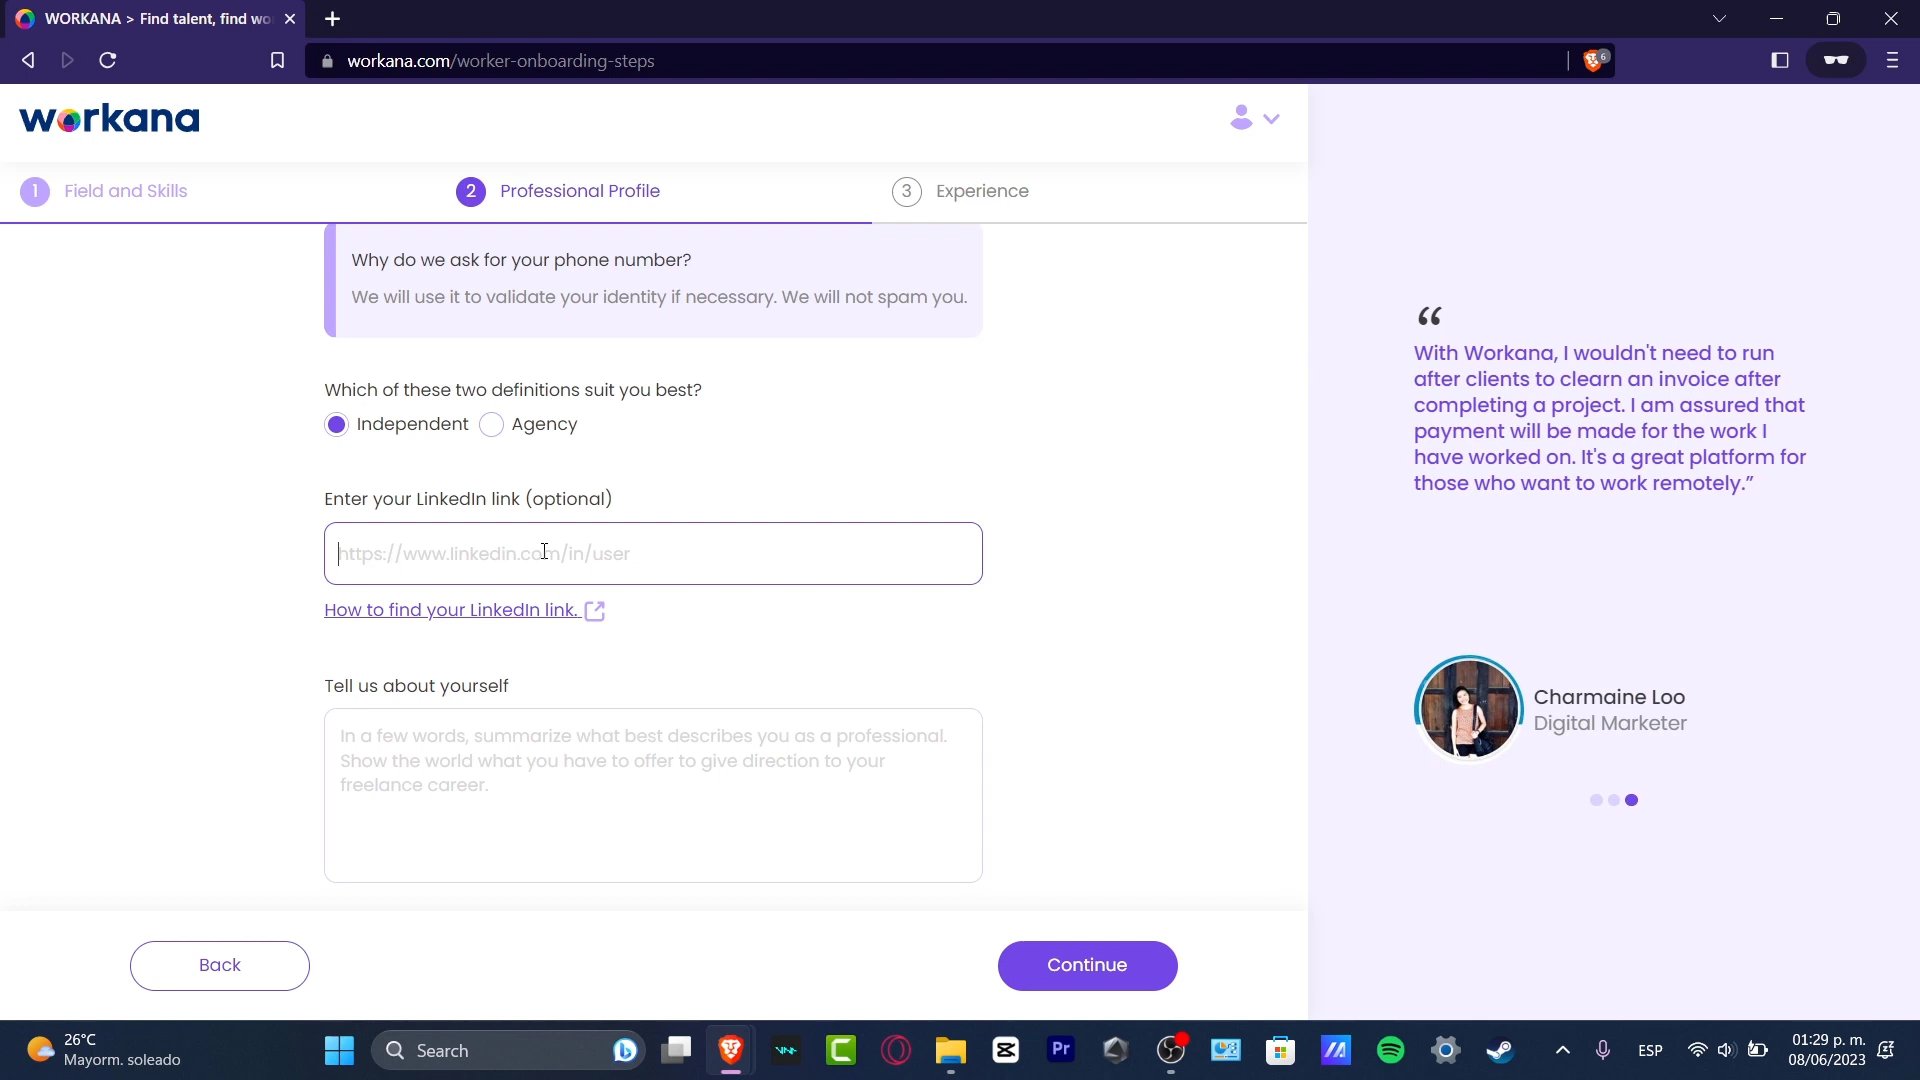 WORKANA > Find talent, find wo
workana.com/worker-onboarding-steps
6
workana
1 Field and Skills
2 Professional Profile
3 Experience
Why do we ask for your phone number?
We will use it to validate your identity if necessary. We will not spam you.
Which of these two definitions suit you best?
Independent Agency
Enter your LinkedIn link (optional)
https://www.linkedin.com/in/user
How to find your LinkedIn link.
Tell us about yourself
In a few words, summarize what best describes you as a professional.
Show the world what you have to offer to give direction to your
freelance career.
Back
Continue
“
With Workana, I wouldn't need to run
after clients to clearn an invoice after
completing a project. I am assured that
payment will be made for the work I
have worked on. It's a great platform for
those who want to work remotely.”
Charmaine Loo
Digital Marketer
26°C
Mayorm. soleado
Search
Pr
ESP
01:29 p. m.
08/06/2023